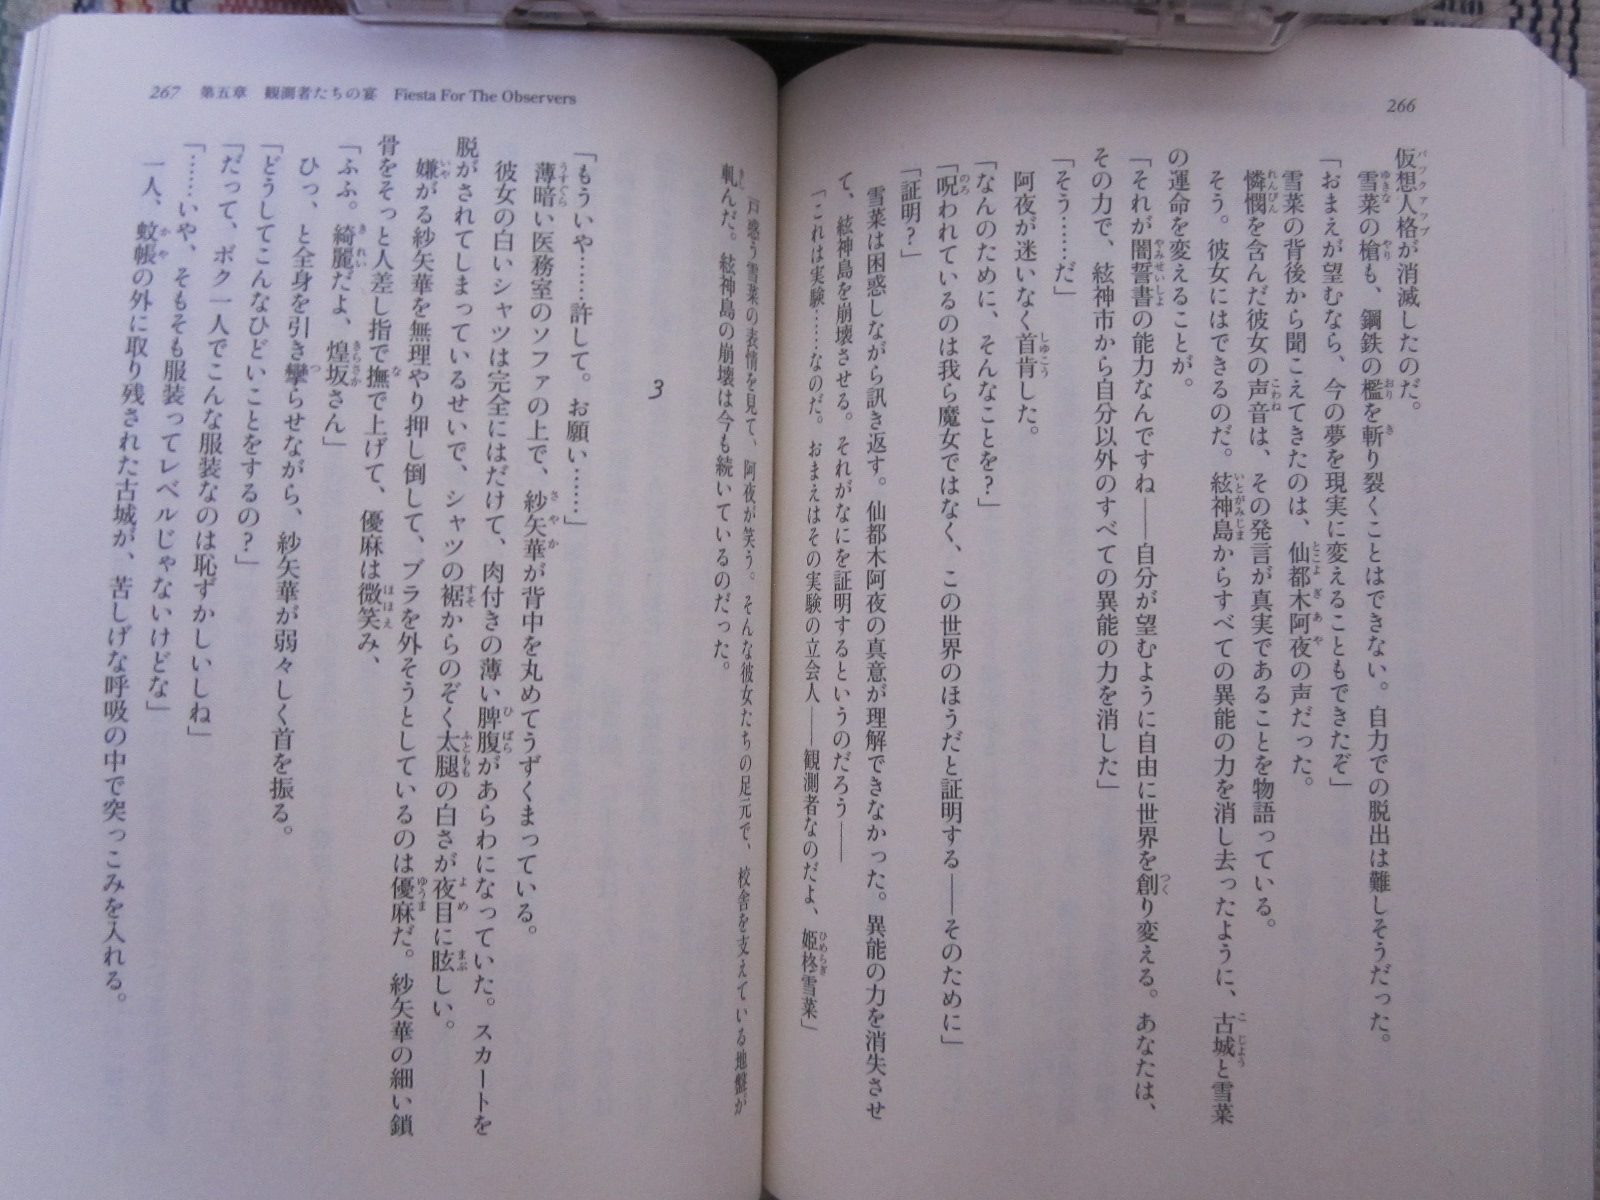 266
仮想人格が消滅したのだ。
雪菜の槍も、鋼鉄の檻を斬り裂くことはできない。自力での脱出は難しそうだった。
「おまえが望むなら、今の夢を現実に変えることもできたぞ」
雪菜の背後から聞こえてきたのは、仙都木阿夜の声だった。
憐憫を含んだ彼女の声音は、その発言が真実であることを物語っている。
そう。彼女にはできるのだ。絃神島からすべての異能の力を消し去ったように、古城と雪菜
の運命を変えることが。
「それが闇誓書の能力なんですね――自分が望むように自由に世界を創り変える。あなたは、
その力で、絃神市から自分以外のすべての異能の力を消した」
「そう……だ」
阿夜が迷いなく首肯した。
「なんのために、そんなことを？」
「呪われているのは我ら魔女ではなく、この世界のほうだと証明する――そのために」
「証明？」
雪菜は困惑しながら訊き返す。仙都木阿夜の真意が理解できなかった。異能の力を消失させ
て、絃神島を崩壊させる。それがなにを証明するというのだろう――
「これは実験……なのだ。おまえはその実験の立会人――観測者なのだよ、姫柊雪菜」
戸惑う雪菜の表情を見て、阿夜が笑う。そんな彼女たちの足元で、校舎を支えている地盤が
軋んだ。絃神島の崩壊は今も続いているのだった。
267 第五章 観測者たちの宴 Fiesta For The Observers
3
「もういや……許して。お願い……」
薄暗い医務室のソファの上で、紗矢華が背中を丸めてうずくまっている。
彼女の白いシャツは完全にはだけて、肉付きの薄い脾腹があらわになっていた。スカートを
脱がされてしまっているせいで、シャツの裾からのぞく太腿の白さが夜目に眩しい。
嫌がる紗矢華を無理やり押し倒して、ブラを外そうとしているのは優麻だ。紗矢華の細い鎖
骨をそっと人差し指で撫で上げて、優麻は微笑み、
「ふふ。綺麗だよ、煌坂さん」
ひっ、と全身を引き攣らせながら、紗矢華が弱々しく首を振る。
「どうしてこんなひどいことをするの？」
「だって、ボク一人でこんな服装なのは恥ずかしいしね」
「……いや、そもそも服装ってレベルじゃないけどな」
一人、蚊帳の外に取り残された古城が、苦しげな呼吸の中で突っこみを入れる。